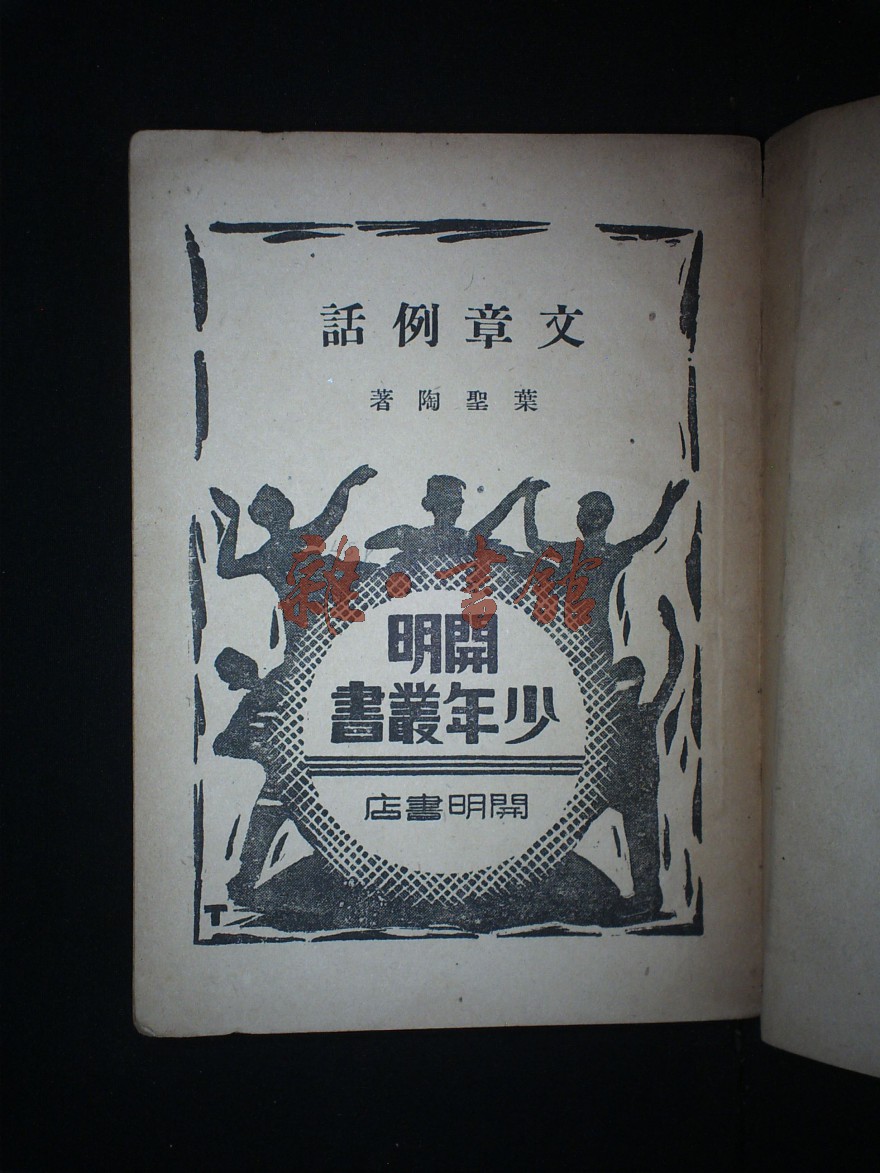 文章例話
葉聖陶著
雜·書館
開明
少年叢書
開明書店
T